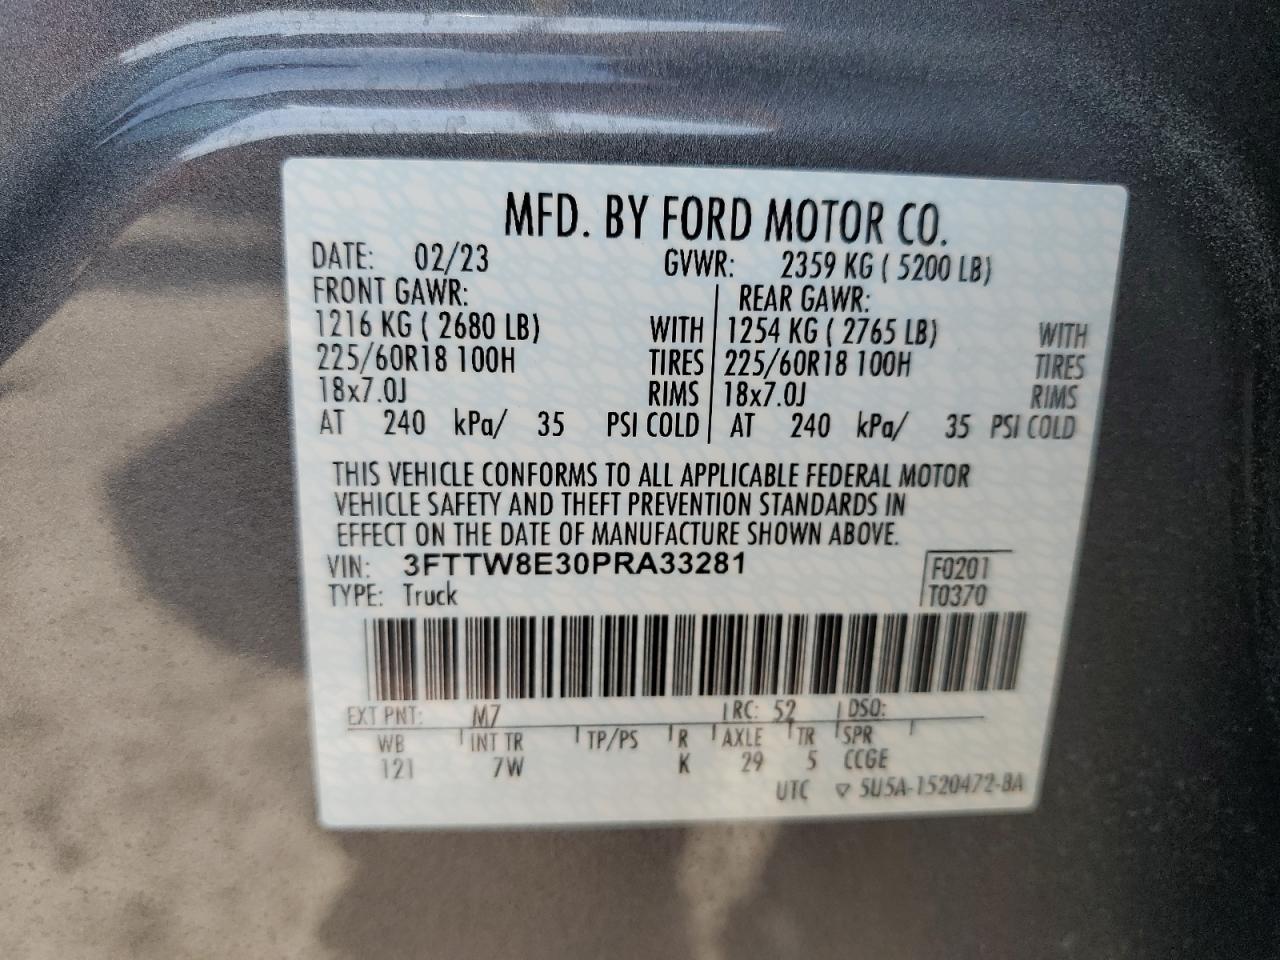 MFD. BY FORD MOTOR CO.
DATE: 02/23 GVWR: 2359 KG ( 5200 LB)
FRONT GAWR: REAR GAWR:
1216 KG ( 2680 LB) WITH 1254 KG ( 2765 LB) WITH
225/60R18 100H TIRES 225/60R18 100H TIRES
18x7.0J RIMS 18x7.0J RIMS
AT 240 kPa/ 35 PSI COLD AT 240 kPa/ 35 PSI COLD
THIS VEHICLE CONFORMS TO ALL APPLICABLE FEDERAL MOTOR
VEHICLE SAFETY AND THEFT PREVENTION STANDARDS IN
EFFECT ON THE DATE OF MANUFACTURE SHOWN ABOVE.
VIN: 3FTTW8E30PRA33281 F0201
TYPE: Truck T0370
EXT PNT: M7 RC: 52 DSO:
WB INT TR TP/PS R AXLE TR SPR
121 7W K 29 5 CCGE
UTC ▽ 5U5A-1520472-BA